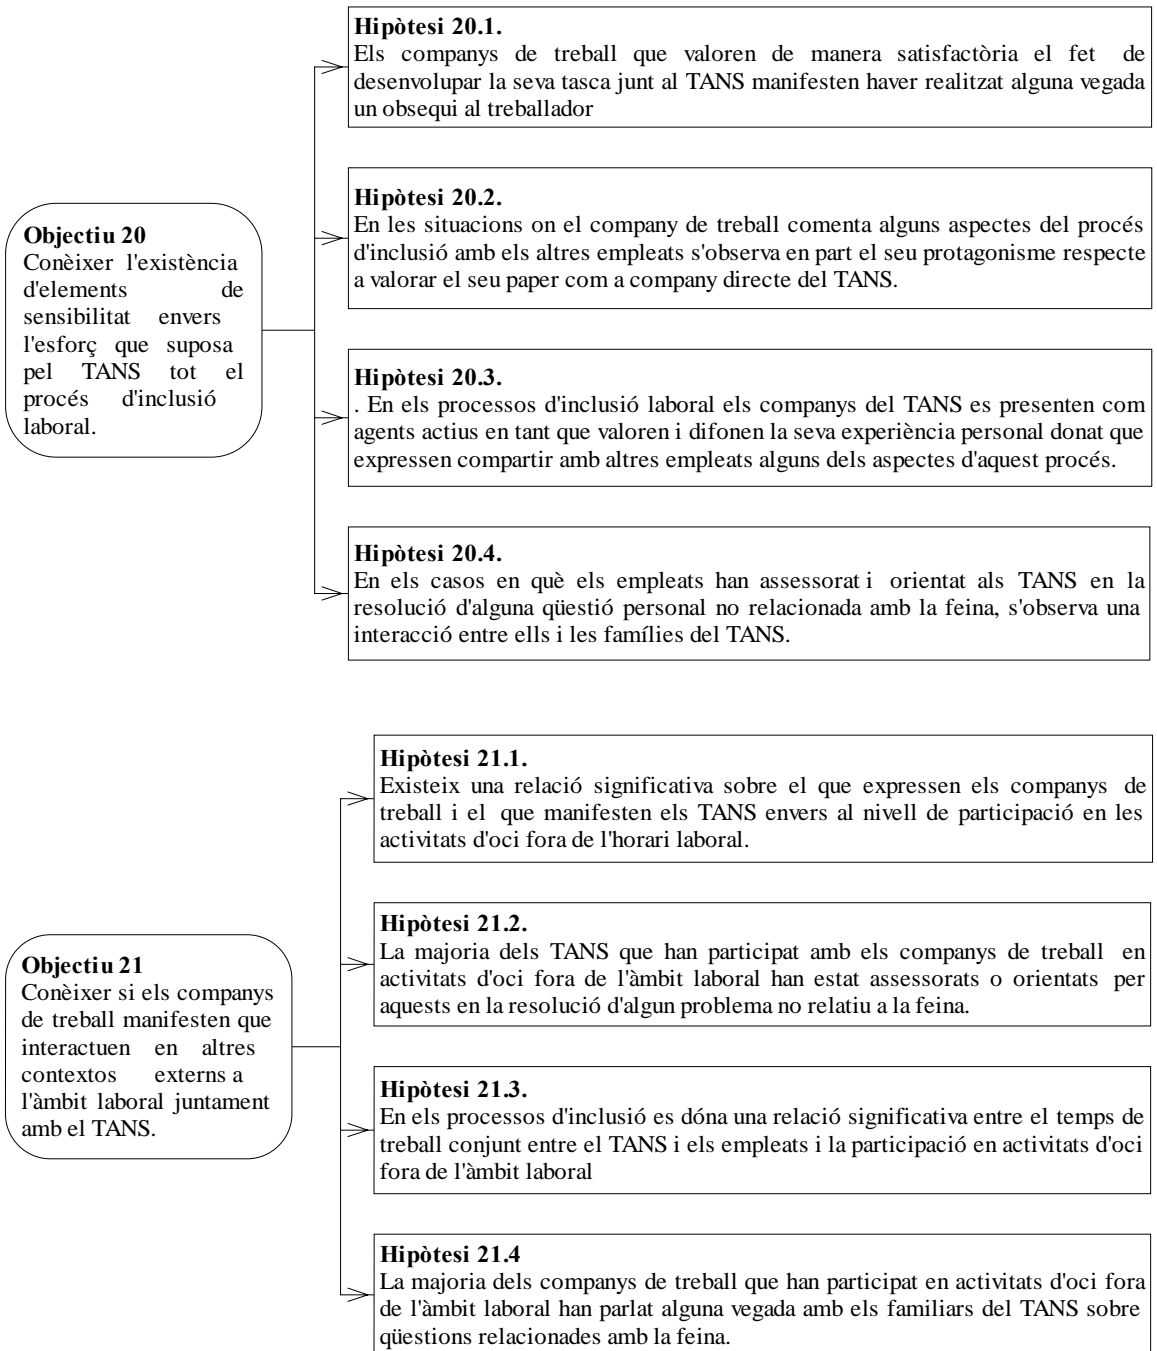 Hipòtesi 20.1.
Els companys de treball que valoren de manera satisfactòria el fet de
desenvolupar la seva tasca junt al TANS manifesten haver realitzat alguna vegada
un obsequi al treballador
Objectiu 20
Conèixer l'existència
d'elements de
sensibilitat envers
l'esforç que suposa
pel TANS tot el
procés d'inclusió
laboral.
Hipòtesi 20.2.
En les situacions on el company de treball comenta alguns aspectes del procés
d'inclusió amb els altres empleats s'observa en part el seu protagonisme respecte
a valorar el seu paper com a company directe del TANS.
Hipòtesi 20.3.
. En els processos d'inclusió laboral els companys del TANS es presenten com
agents actius en tant que valoren i difonen la seva experiència personal donat que
expressen compartir amb altres empleats alguns dels aspectes d'aquest procés.
Hipòtesi 20.4.
En els casos en què els empleats han assessorat i orientat als TANS en la
resolució d'alguna qüestió personal no relacionada amb la feina, s'observa una
interacció entre ells i les famílies del TANS.
Hipòtesi 21.1.
Existeix una relació significativa sobre el que expressen els companys de
treball i el que manifesten els TANS envers al nivell de participació en les
activitats d'oci fora de l'horari laboral.
Objectiu 21
Conèixer si els companys
de treball manifesten que
interactuen en altres
contextos externs a
l'àmbit laboral juntament
amb el TANS.
Hipòtesi 21.2.
La majoria dels TANS que han participat amb els companys de treball en
activitats d'oci fora de l'àmbit laboral han estat assessorats o orientats per
aquests en la resolució d'algun problema no relatiu a la feina.
Hipòtesi 21.3.
En els processos d'inclusió es dóna una relació significativa entre el temps de
treball conjunt entre el TANS i els empleats i la participació en activitats d'oci
fora de l'àmbit laboral
Hipòtesi 21.4
La majoria dels companys de treball que han participat en activitats d'oci fora
de l'àmbit laboral han parlat alguna vegada amb els familiars del TANS sobre
qüestions relacionades amb la feina.